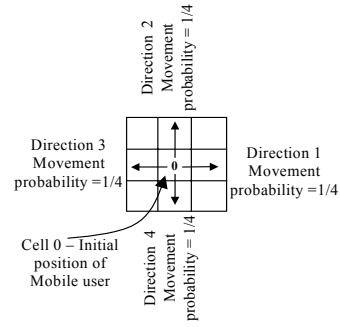 Direction 2
Movement
probability =1/4
Direction 3
Movement
probability =1/4
0
Direction 1
Movement
probability =1/4
Cell 0 – Initial
position of
Mobile user
Direction 4
Movement
probability =1/4